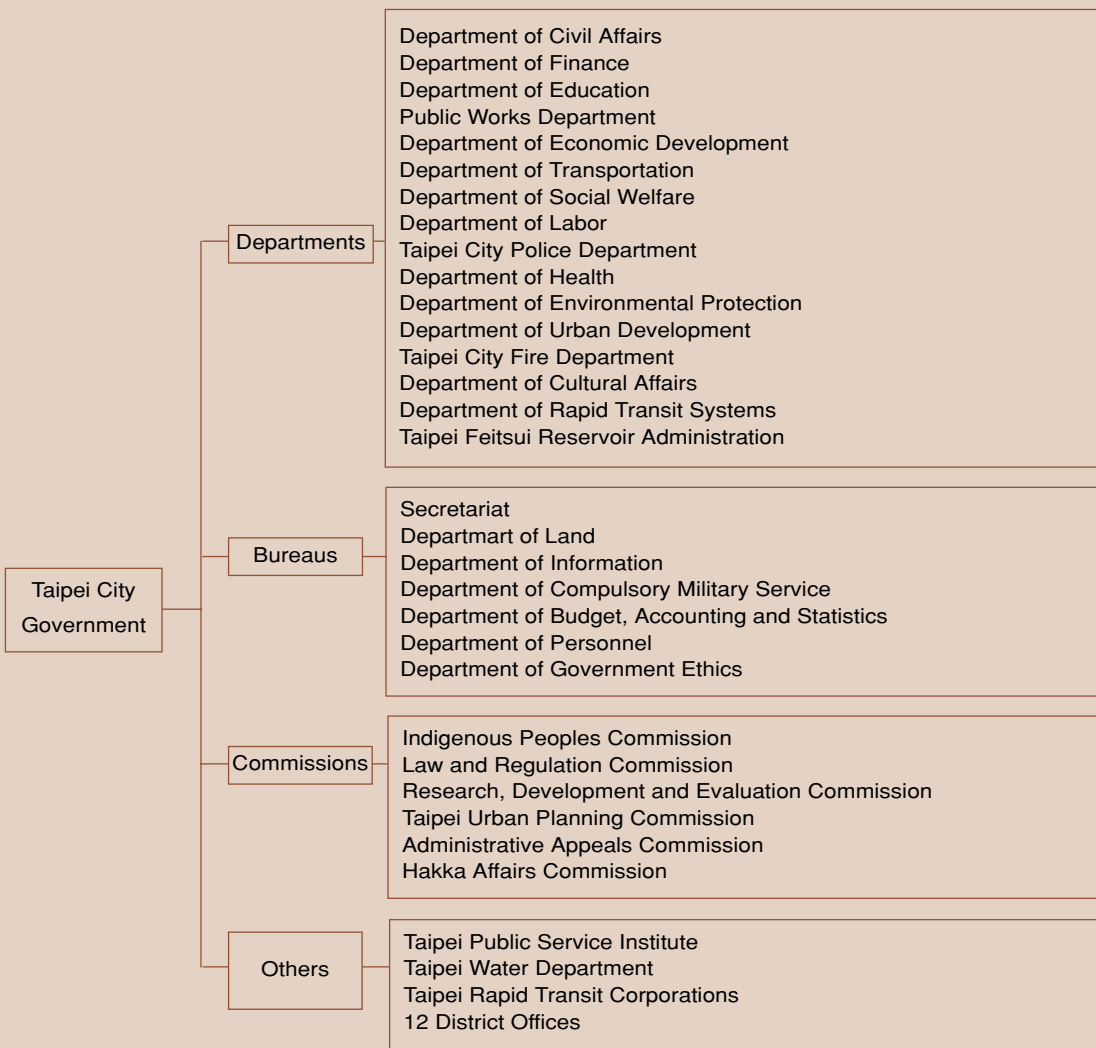 Taipei City
Government
Departments
Department of Civil Affairs
Department of Finance
Department of Education
Public Works Department
Department of Economic Development
Department of Transportation
Department of Social Welfare
Department of Labor
Taipei City Police Department
Department of Health
Department of Environmental Protection
Department of Urban Development
Taipei City Fire Department
Department of Cultural Affairs
Department of Rapid Transit Systems
Taipei Feitsui Reservoir Administration
Bureaus
Secretariat
Departmart of Land
Department of Information
Department of Compulsory Military Service
Department of Budget, Accounting and Statistics
Department of Personnel
Department of Government Ethics
Commissions
Indigenous Peoples Commission
Law and Regulation Commission
Research, Development and Evaluation Commission
Taipei Urban Planning Commission
Administrative Appeals Commission
Hakka Affairs Commission
Others
Taipei Public Service Institute
Taipei Water Department
Taipei Rapid Transit Corporations
12 District Offices